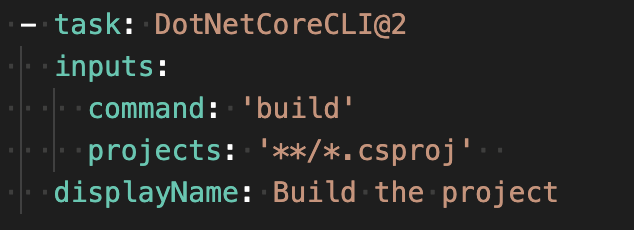 - task: DotNetCoreCLI@2
  inputs:
    command: 'build'
    projects: '**/*.csproj'
  displayName: Build the project